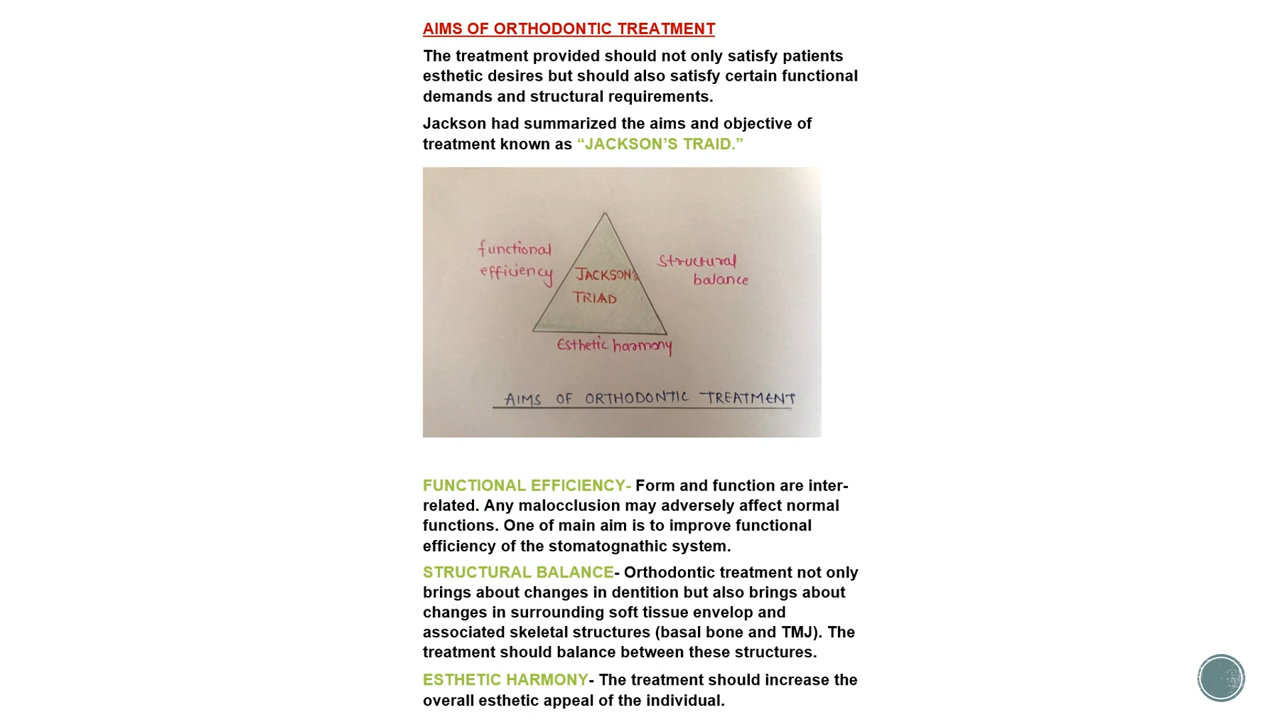 AIMS OF ORTHODONTIC TREATMENT
The treatment provided should not only satisfy patients
esthetic desires but should also satisfy certain functional
demands and structural requirements.
Jackson had summarized the aims and objective of
treatment known as “JACKSON’S TRAID.”
functional
efficiency
JACKSON's
TRIAD
Structural
balance
Esthetic harmony
AIMS OF ORTHODONTIC TREATMENT
FUNCTIONAL EFFICIENCY- Form and function are inter-
related. Any malocclusion may adversely affect normal
functions. One of main aim is to improve functional
efficiency of the stomatognathic system.
STRUCTURAL BALANCE- Orthodontic treatment not only
brings about changes in dentition but also brings about
changes in surrounding soft tissue envelop and
associated skeletal structures (basal bone and TMJ). The
treatment should balance between these structures.
ESTHETIC HARMONY- The treatment should increase the
overall esthetic appeal of the individual.